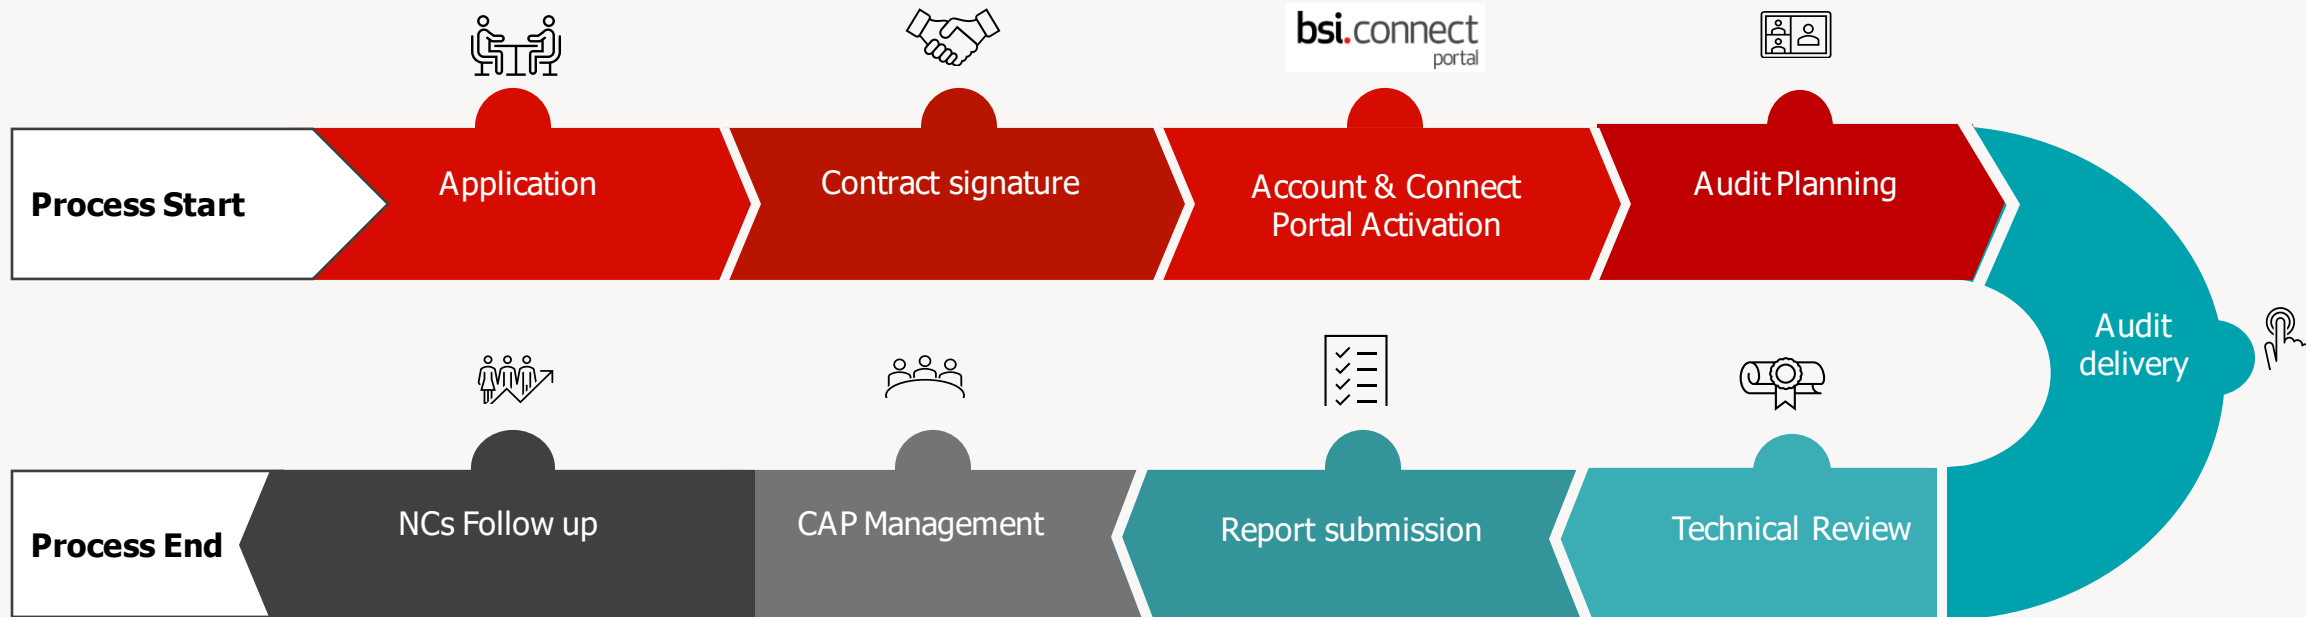 bsi.connect
portal
Process Start
Application
Contract signature
Account & Connect
Portal Activation
Audit Planning
Audit
delivery
Technical Review
Report submission
CAP Management
NCs Follow up
Process End